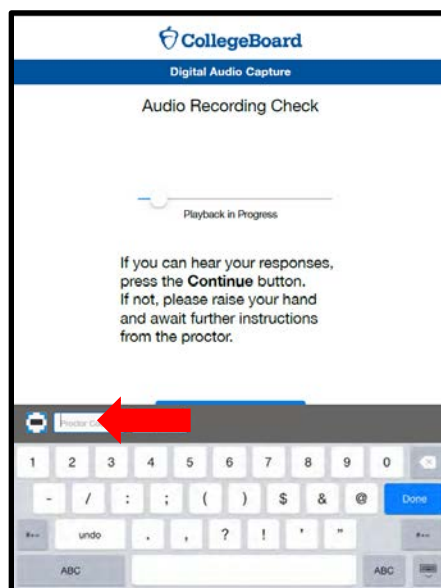 CollegeBoard
Digital Audio Capture
Audio Recording Check
Playback in Progress
If you can hear your responses,
press the Continue button.
If not, please raise your hand
and await further instructions
from the proctor.
Proctor
1 2 3 4 5 6 7 8 9 0
- / : ; ( ) $ & @ Done
#+= undo . , ? ! ' " #+=
ABC ABC